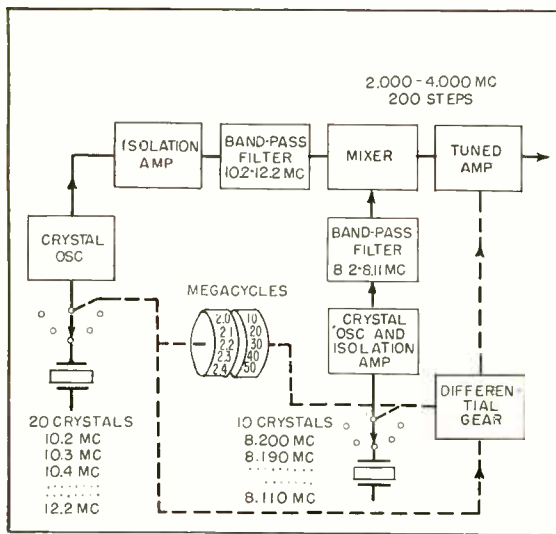 2.000-4.000 MC
200 STEPS
ISOLATION
AMP
BAND-PASS
FILTER
10.2-12.2 MC
MIXER
TUNED
AMP
CRYSTAL
OSC
BAND-PASS
FILTER
8 2-8.11 MC
MEGACYCLES
2.0 10
2.1 20
2.2 30
2.3 40
2.4 50
CRYSTAL
OSC AND
ISOLATION
AMP
DIFFEREN
TIAL
GEAR
20 CRYSTALS
10.2 MC
10.3 MC
10.4 MC
. . . . . .
12.2 MC
10 CRYSTALS
8.200 MC
8.190 MC
. . . . . .
8.110 MC